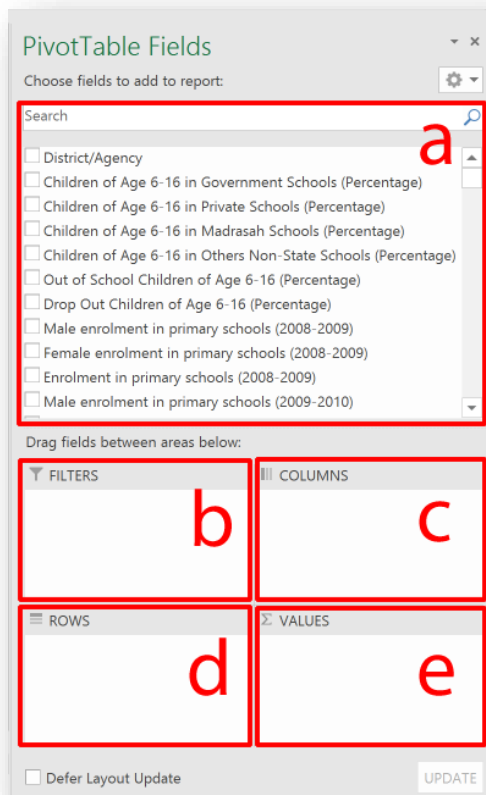 PivotTable Fields
Choose fields to add to report:
Search
a
District/Agency
Children of Age 6-16 in Government Schools (Percentage)
Children of Age 6-16 in Private Schools (Percentage)
Children of Age 6-16 in Madrasah Schools (Percentage)
Children of Age 6-16 in Others Non-State Schools (Percentage)
Out of School Children of Age 6-16 (Percentage)
Drop Out Children of Age 6-16 (Percentage)
Male enrolment in primary schools (2008-2009)
Female enrolment in primary schools (2008-2009)
Enrolment in primary schools (2008-2009)
Male enrolment in primary schools (2009-2010)
Drag fields between areas below:
FILTERS
b
COLUMNS
c
ROWS
d
Σ VALUES
e
Defer Layout Update
UPDATE